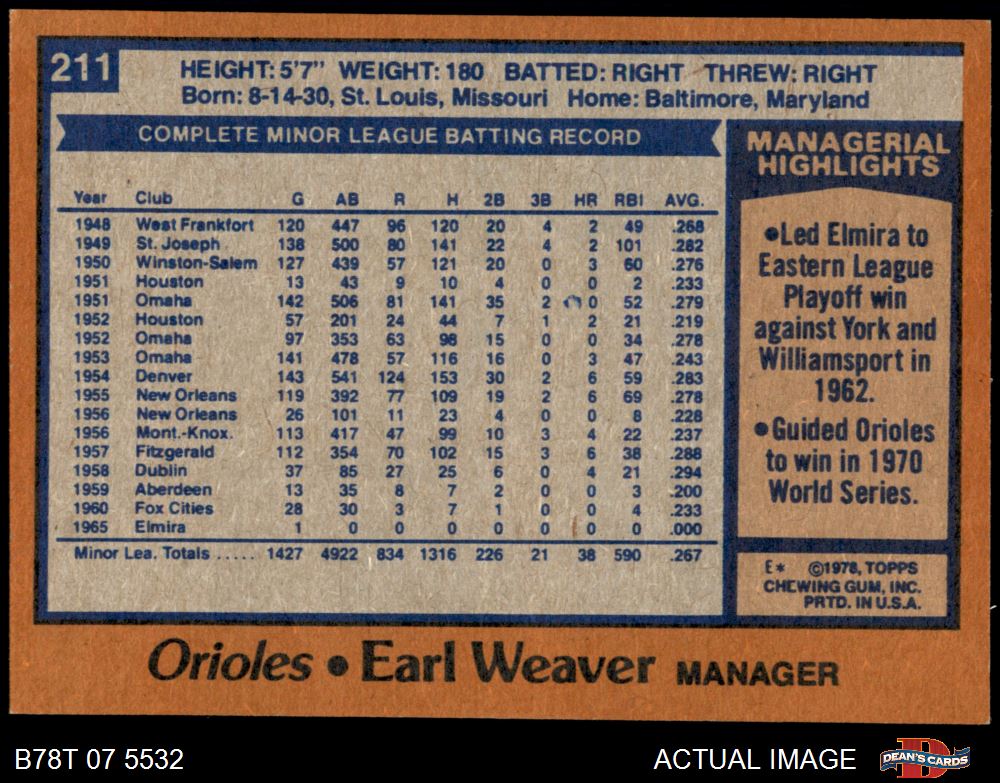 211
HEIGHT: 5'7" WEIGHT: 180 BATTED: RIGHT THREW: RIGHT
Born: 8-14-30, St. Louis, Missouri Home: Baltimore, Maryland
COMPLETE MINOR LEAGUE BATTING RECORD
Year Club G AB R H 2B 3B HR RBI AVG.
1948 West Frankfort 120 447 96 120 20 4 2 49 .268
1949 St. Joseph 138 500 80 141 22 4 2 101 .282
1950 Winston-Salem 127 439 57 121 20 0 3 60 .276
1951 Houston 13 43 9 10 4 0 0 2 .233
1951 Omaha 142 506 81 141 35 2 0 52 .279
1952 Houston 57 201 24 44 7 1 2 21 .219
1952 Omaha 97 353 63 98 15 0 0 34 .278
1953 Omaha 141 478 57 116 16 0 3 47 .243
1954 Denver 143 541 124 153 30 2 6 59 .283
1955 New Orleans 119 392 77 109 19 2 6 69 .278
1956 New Orleans 26 101 11 23 4 0 0 8 .228
1956 Mont.-Knox. 113 417 47 99 10 3 4 22 .237
1957 Fitzgerald 112 354 70 102 15 3 6 38 .288
1958 Dublin 37 85 27 25 6 0 4 21 .294
1959 Aberdeen 13 35 8 7 2 0 0 3 .200
1960 Fox Cities 28 30 3 7 1 0 0 4 .233
1965 Elmira 1 0 0 0 0 0 0 0 .000
Minor Lea. Totals ..... 1427 4922 834 1316 226 21 38 590 .267
MANAGERIAL
HIGHLIGHTS
●Led Elmira to
Eastern League
Playoff win
against York and
Williamsport in
1962.
●Guided Orioles
to win in 1970
World Series.
E* ©1978, TOPPS
CHEWING GUM, INC.
PRTD. IN U.S.A.
Orioles ● Earl Weaver MANAGER
B78T 07 5532
ACTUAL IMAGE
DEAN'S CARDS